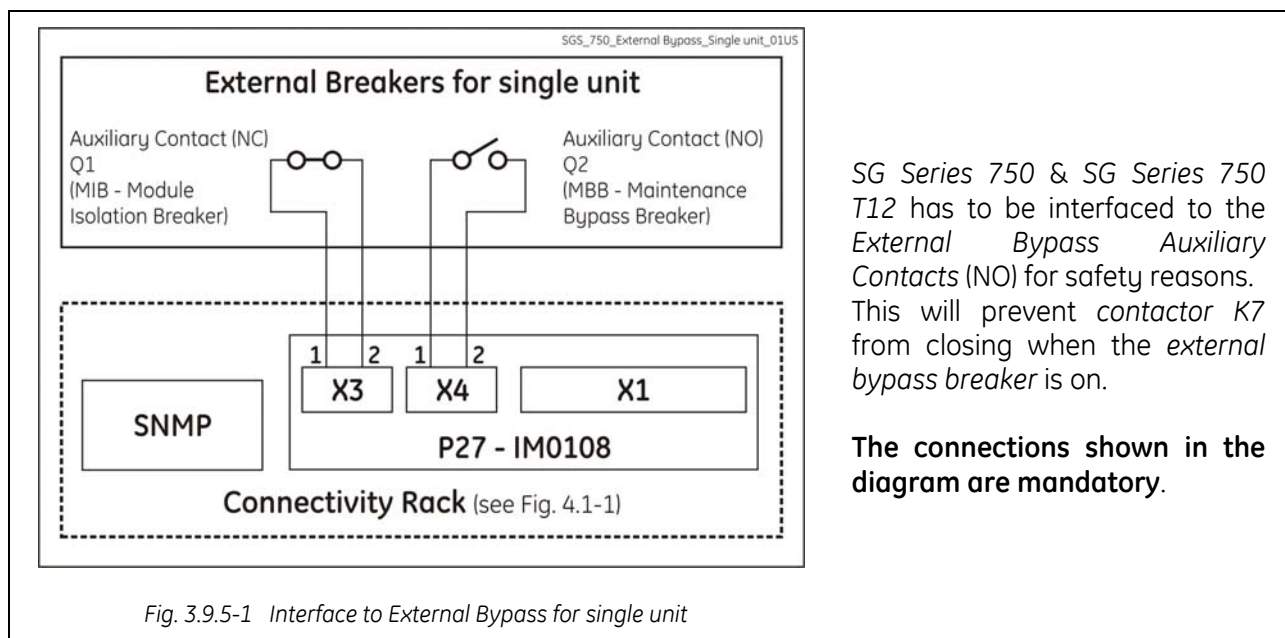 SGS_750_External Bypass_Single unit_01US
External Breakers for single unit
Auxiliary Contact (NC)
Q1
(MIB - Module
Isolation Breaker)
Auxiliary Contact (NO)
Q2
(MBB - Maintenance
Bypass Breaker)
1 2 1 2
X3 X4 X1
SNMP
P27 - IM0108
Connectivity Rack (see Fig. 4.1-1)
Fig. 3.9.5-1 Interface to External Bypass for single unit
SG Series 750 & SG Series 750
T12 has to be interfaced to the
External Bypass Auxiliary
Contacts (NO) for safety reasons.
This will prevent contactor K7
from closing when the external
bypass breaker is on.
The connections shown in the
diagram are mandatory.